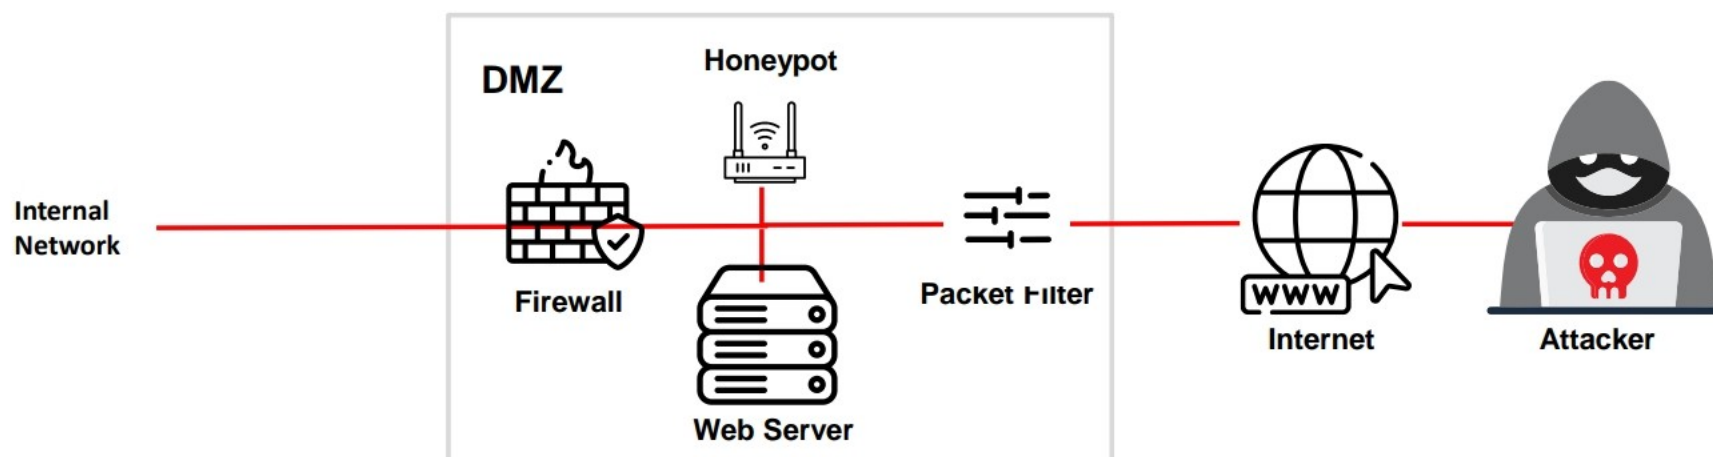 DMZ
Honeypot
Internal
Network
Firewall
Packet Filter
WWW
Internet
Attacker
Web Server